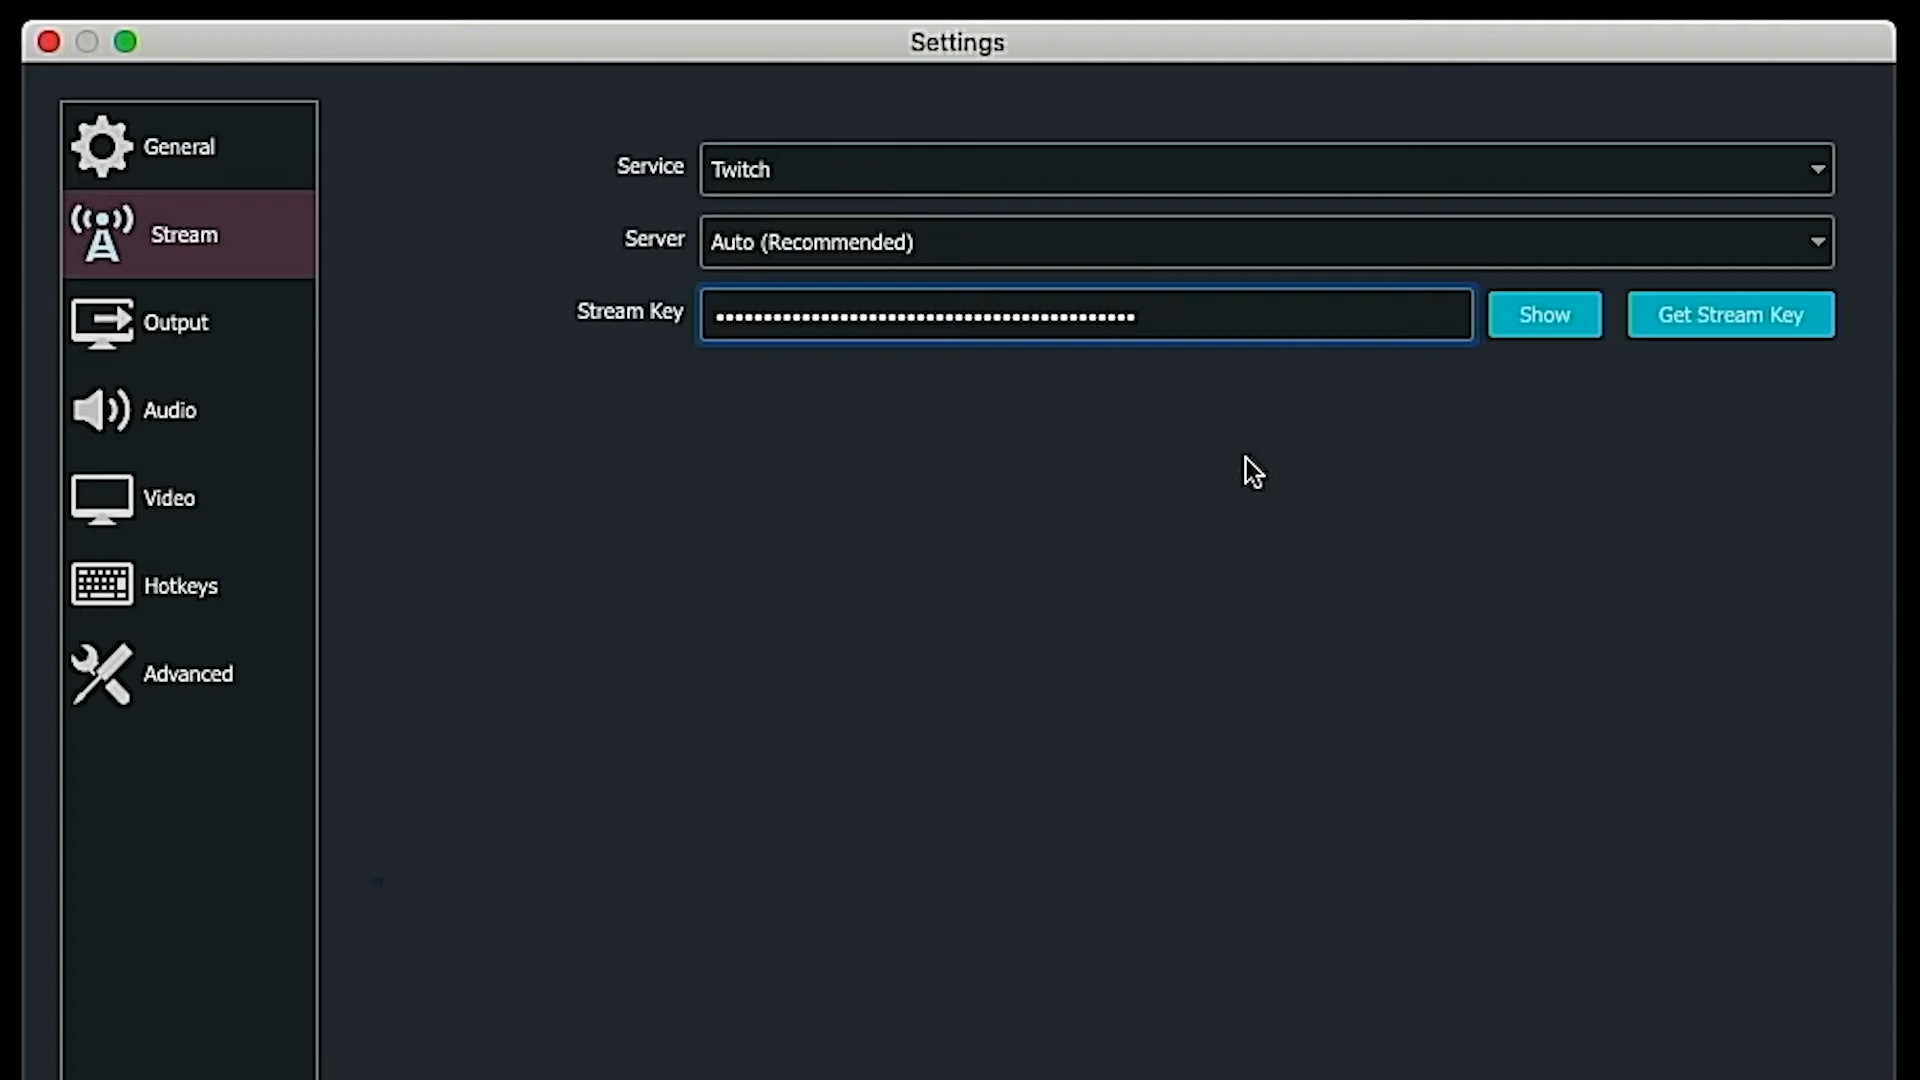 Settings
General
Stream
Output
Audio
Video
Hotkeys
Advanced
Service
Twitch
Server
Auto (Recommended)
Stream Key
••••••••••••••••••••••••••••••••••••••••••••
Show
Get Stream Key